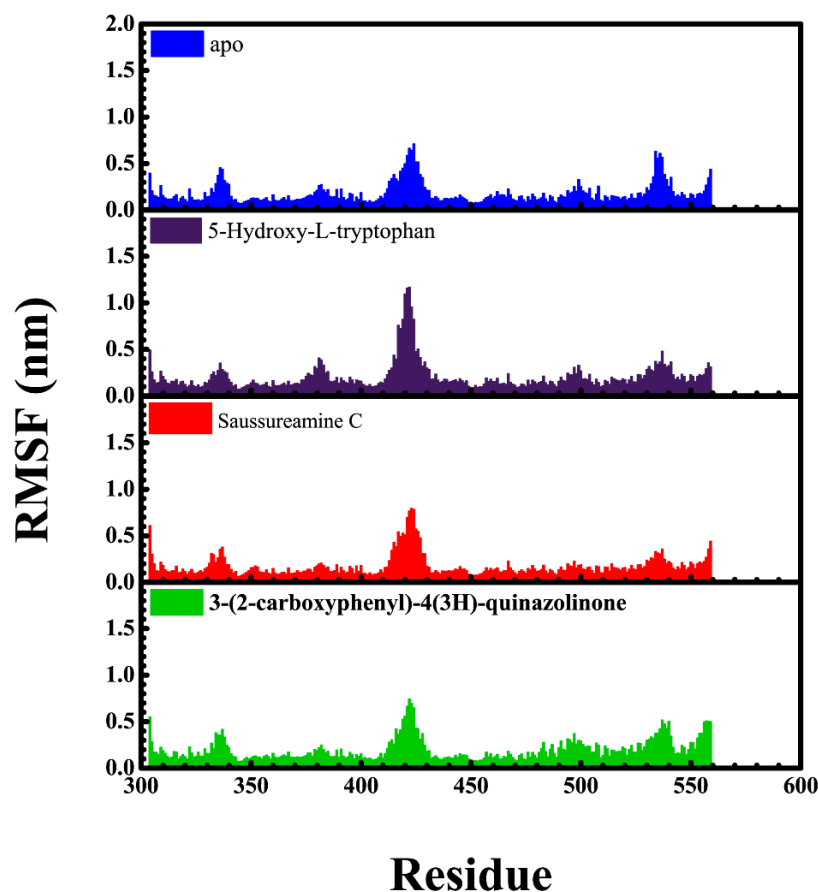 2.0
apo
1.5
1.0
0.5
0.0
5-Hydroxy-L-tryptophan
1.5
1.0
0.5
0.0
Saussureamine C
1.5
1.0
0.5
0.0
3-(2-carboxyphenyl)-4(3H)-quinazolinone
1.5
1.0
0.5
0.0
300 350 400 450 500 550 600
RMSF (nm)
Residue